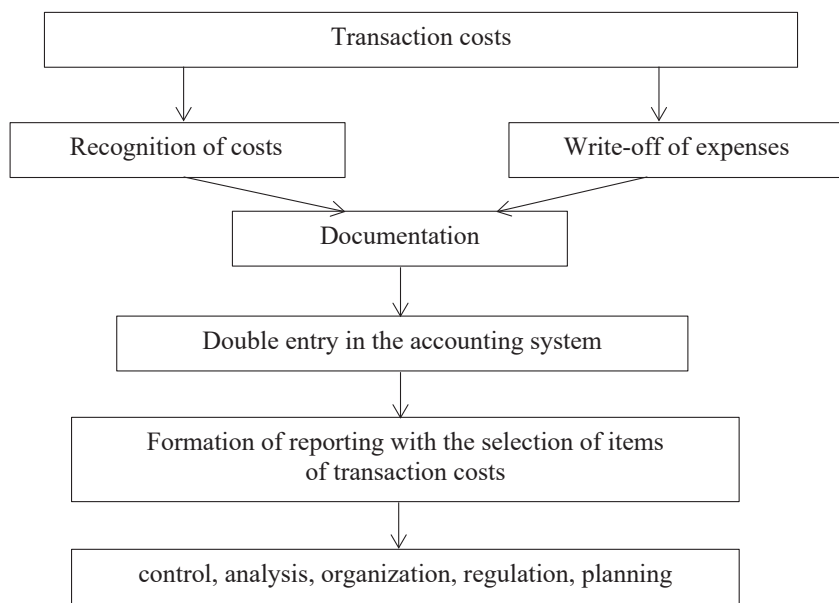 Transaction costs
Recognition of costs
Write-off of expenses
Documentation
Double entry in the accounting system
Formation of reporting with the selection of items
of transaction costs
control, analysis, organization, regulation, planning